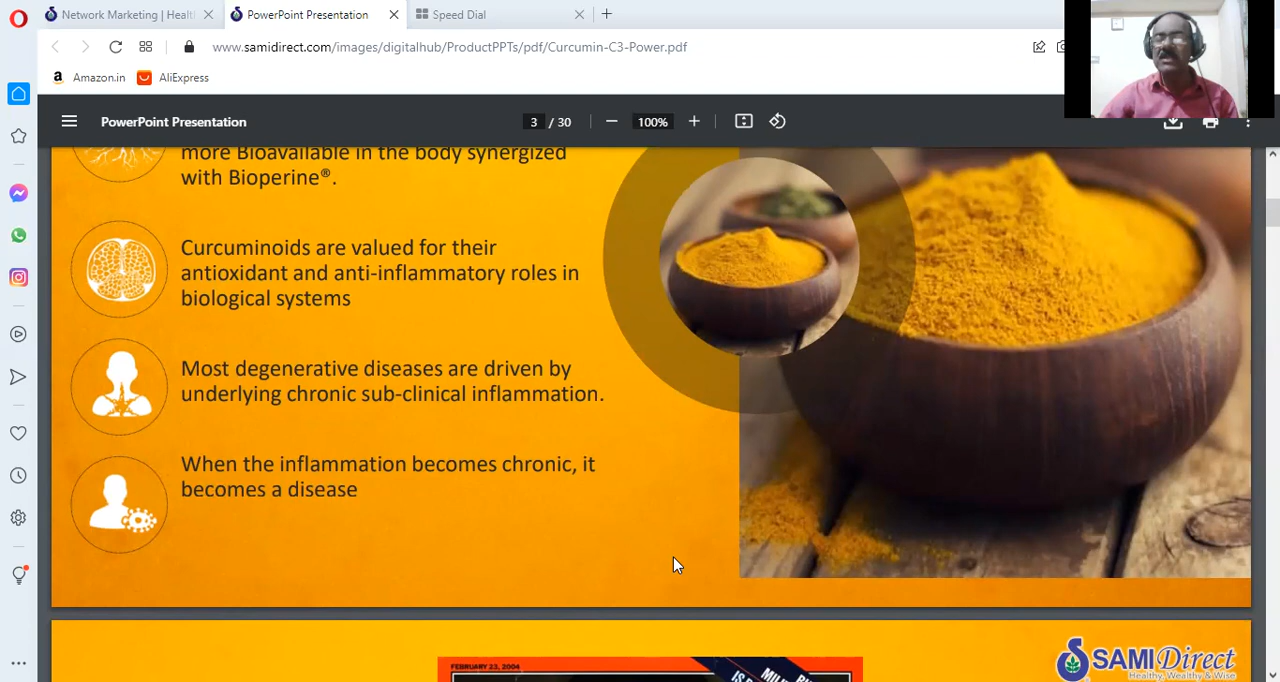 Network Marketing | Healt
PowerPoint Presentation
Speed Dial
www.samidirect.com/images/digitalhub/ProductPPTs/pdf/Curcumin-C3-Power.pdf
Amazon.in
AliExpress
PowerPoint Presentation
3 / 30
100%
more Bioavailable in the body synergized
with Bioperine®.
Curcuminoids are valued for their
antioxidant and anti-inflammatory roles in
biological systems
Most degenerative diseases are driven by
underlying chronic sub-clinical inflammation.
When the inflammation becomes chronic, it
becomes a disease
FEBRUARY 23, 2004
SAMI Direct
Healthy, Wealthy & Wise